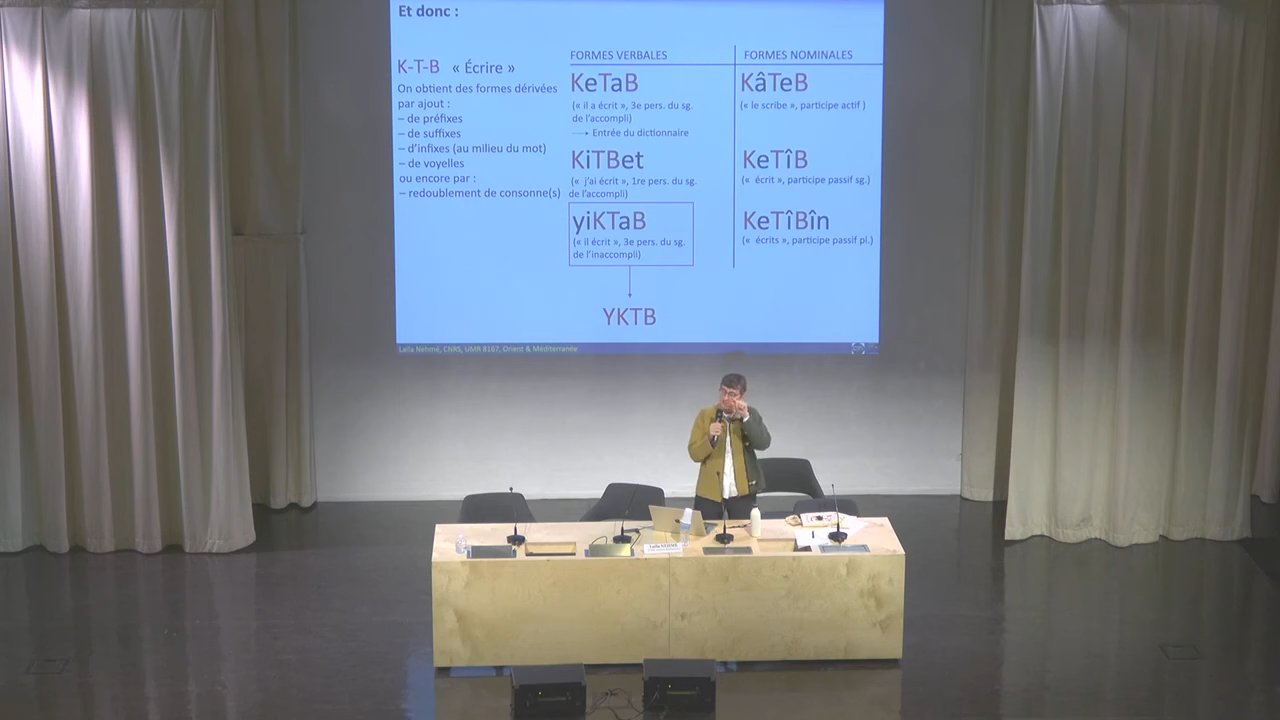 Et donc :
K-T-B « Écrire »
On obtient des formes dérivées
par ajout :
– de préfixes
– de suffixes
– d'infixes (au milieu du mot)
– de voyelles
ou encore par :
– redoublement de consonne(s)
FORMES VERBALES
KeTaB
(« il a écrit », 3e pers. du sg.
de l'accompli)
Entrée du dictionnaire
KiTBet
(« j'ai écrit », 1re pers. du sg.
de l'accompli)
yiKTaB
(« il écrit », 3e pers. du sg.
de l'inaccompli)
YKTB
FORMES NOMINALES
KâTeB
(« le scribe », participe actif )
KeTîB
(« écrit », participe passif sg.)
KeTîBîn
(« écrits », participe passif pl.)
Laïla Nehmé, CNRS, UMR 8167, Orient & Méditerranée
Laïla NEHMÉ